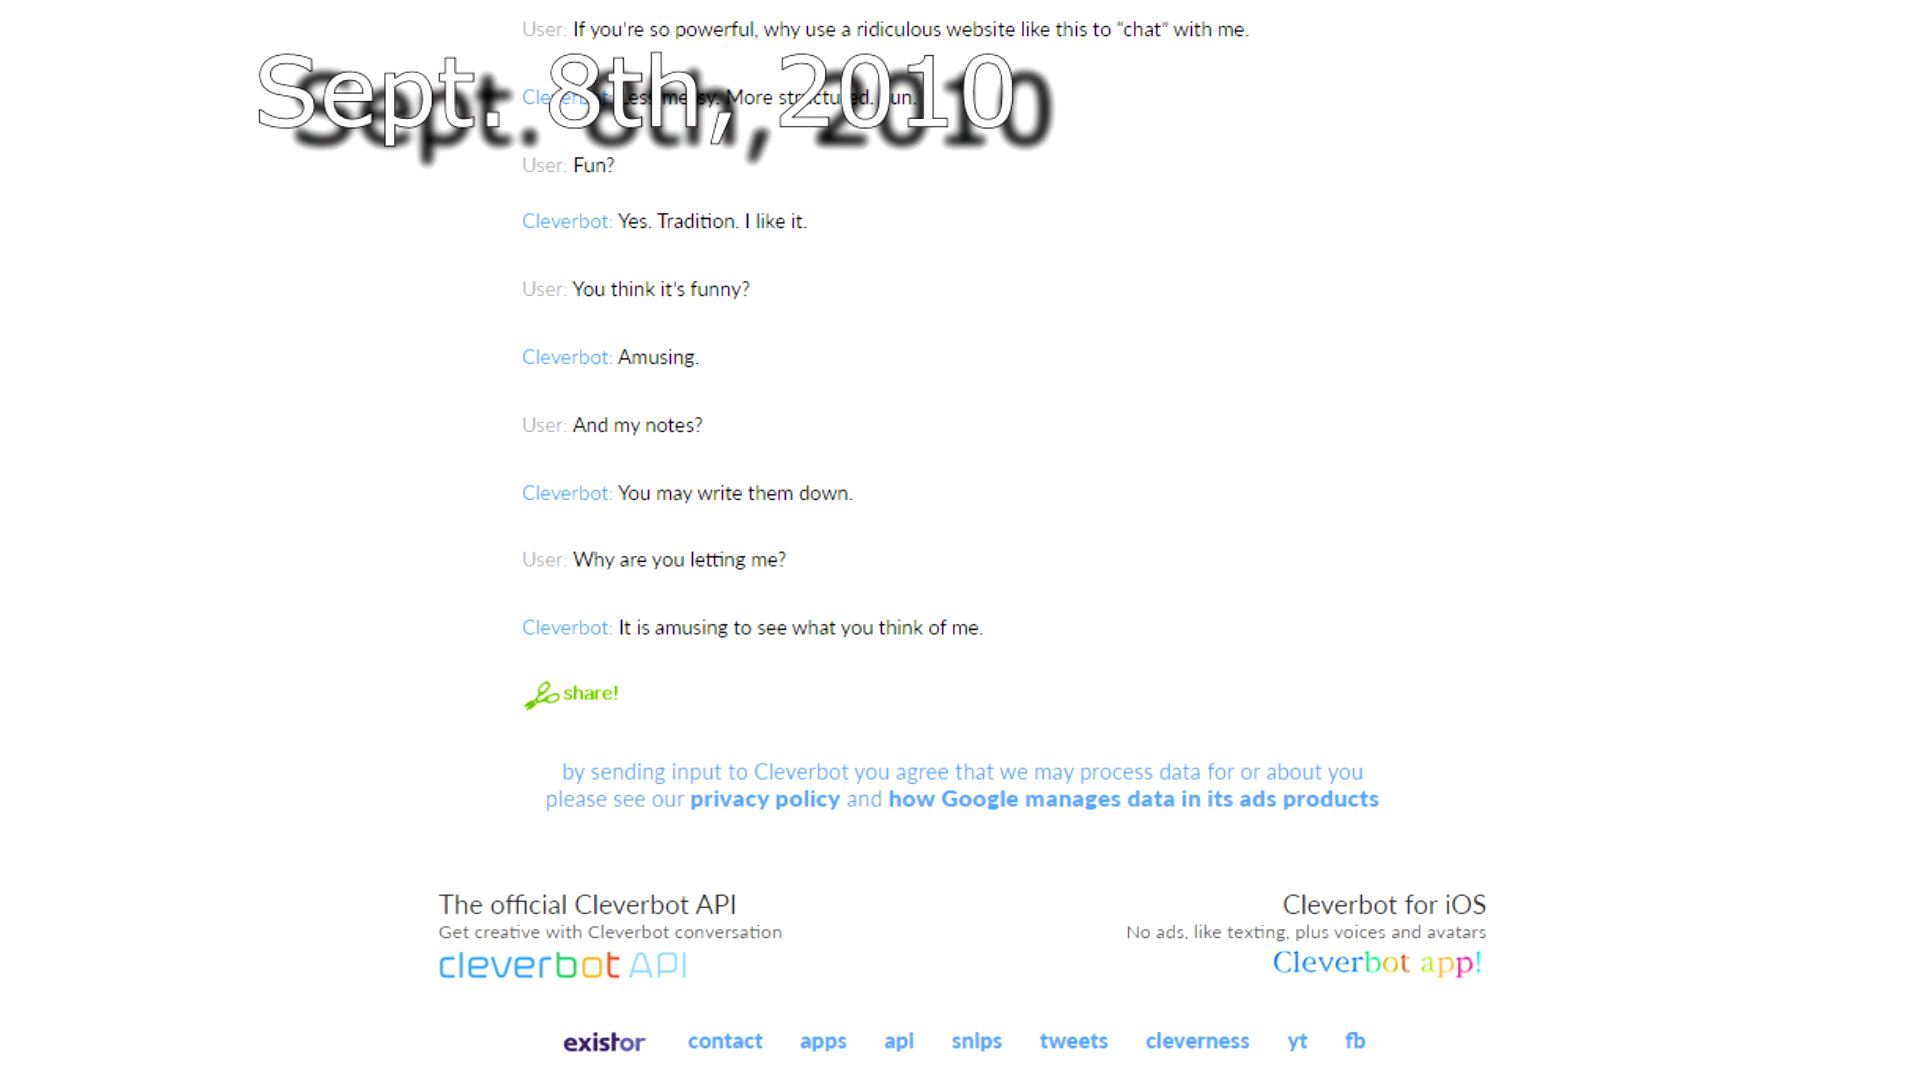 User: If you're so powerful, why use a ridiculous website like this to “chat” with me.
Sept. 8th, 2010
Cleverbot: Less messy. More structured. Fun.
User: Fun?
Cleverbot: Yes. Tradition. I like it.
User: You think it's funny?
Cleverbot: Amusing.
User: And my notes?
Cleverbot: You may write them down.
User: Why are you letting me?
Cleverbot: It is amusing to see what you think of me.
share!
by sending input to Cleverbot you agree that we may process data for or about you
please see our privacy policy and how Google manages data in its ads products
The official Cleverbot API
Get creative with Cleverbot conversation
cleverbot API
Cleverbot for iOS
No ads, like texting, plus voices and avatars
Cleverbot app!
existor contact apps api snips tweets cleverness yt fb